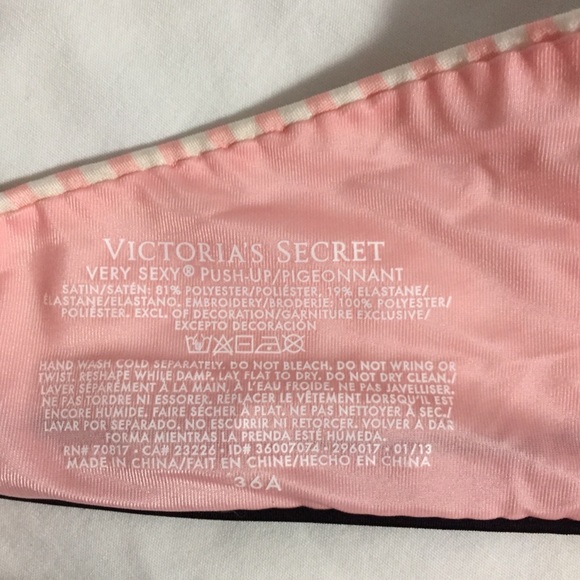 VICTORIA'S SECRET
VERY SEXY® PUSH-UP/PIGEONNANT
SATIN/SATÉN: 81% POLYESTER/POLIÉSTER, 19% ELASTANE/
ÉLASTANE/ELASTANO. EMBROIDERY/BRODERIE: 100% POLYESTER/
POLIÉSTER. EXCL. OF DECORATION/GARNITURE EXCLUSIVE/
EXCEPTO DECORACIÓN
HAND WASH COLD SEPARATELY. DO NOT BLEACH. DO NOT WRING OR
TWIST. RESHAPE WHILE DAMP. LAY FLAT TO DRY. DO NOT DRY CLEAN./
LAVER SÉPARÉMENT À LA MAIN, À L'EAU FROIDE. NE PAS JAVELLISER.
NE PAS TORDRE NI ESSORER. REPLACER LE VÊTEMENT LORSQU'IL EST
ENCORE HUMIDE. FAIRE SÉCHER À PLAT. NE PAS NETTOYER À SEC./
LAVAR POR SEPARADO. NO ESCURRIR NI RETORCER. VOLVER A DAR
FORMA MIENTRAS LA PRENDA ESTÉ HÚMEDA.
RN# 70817 • CA# 23226 • ID# 36007074 • 296017 • 01/13
MADE IN CHINA/FAIT EN CHINE/HECHO EN CHINA
36A